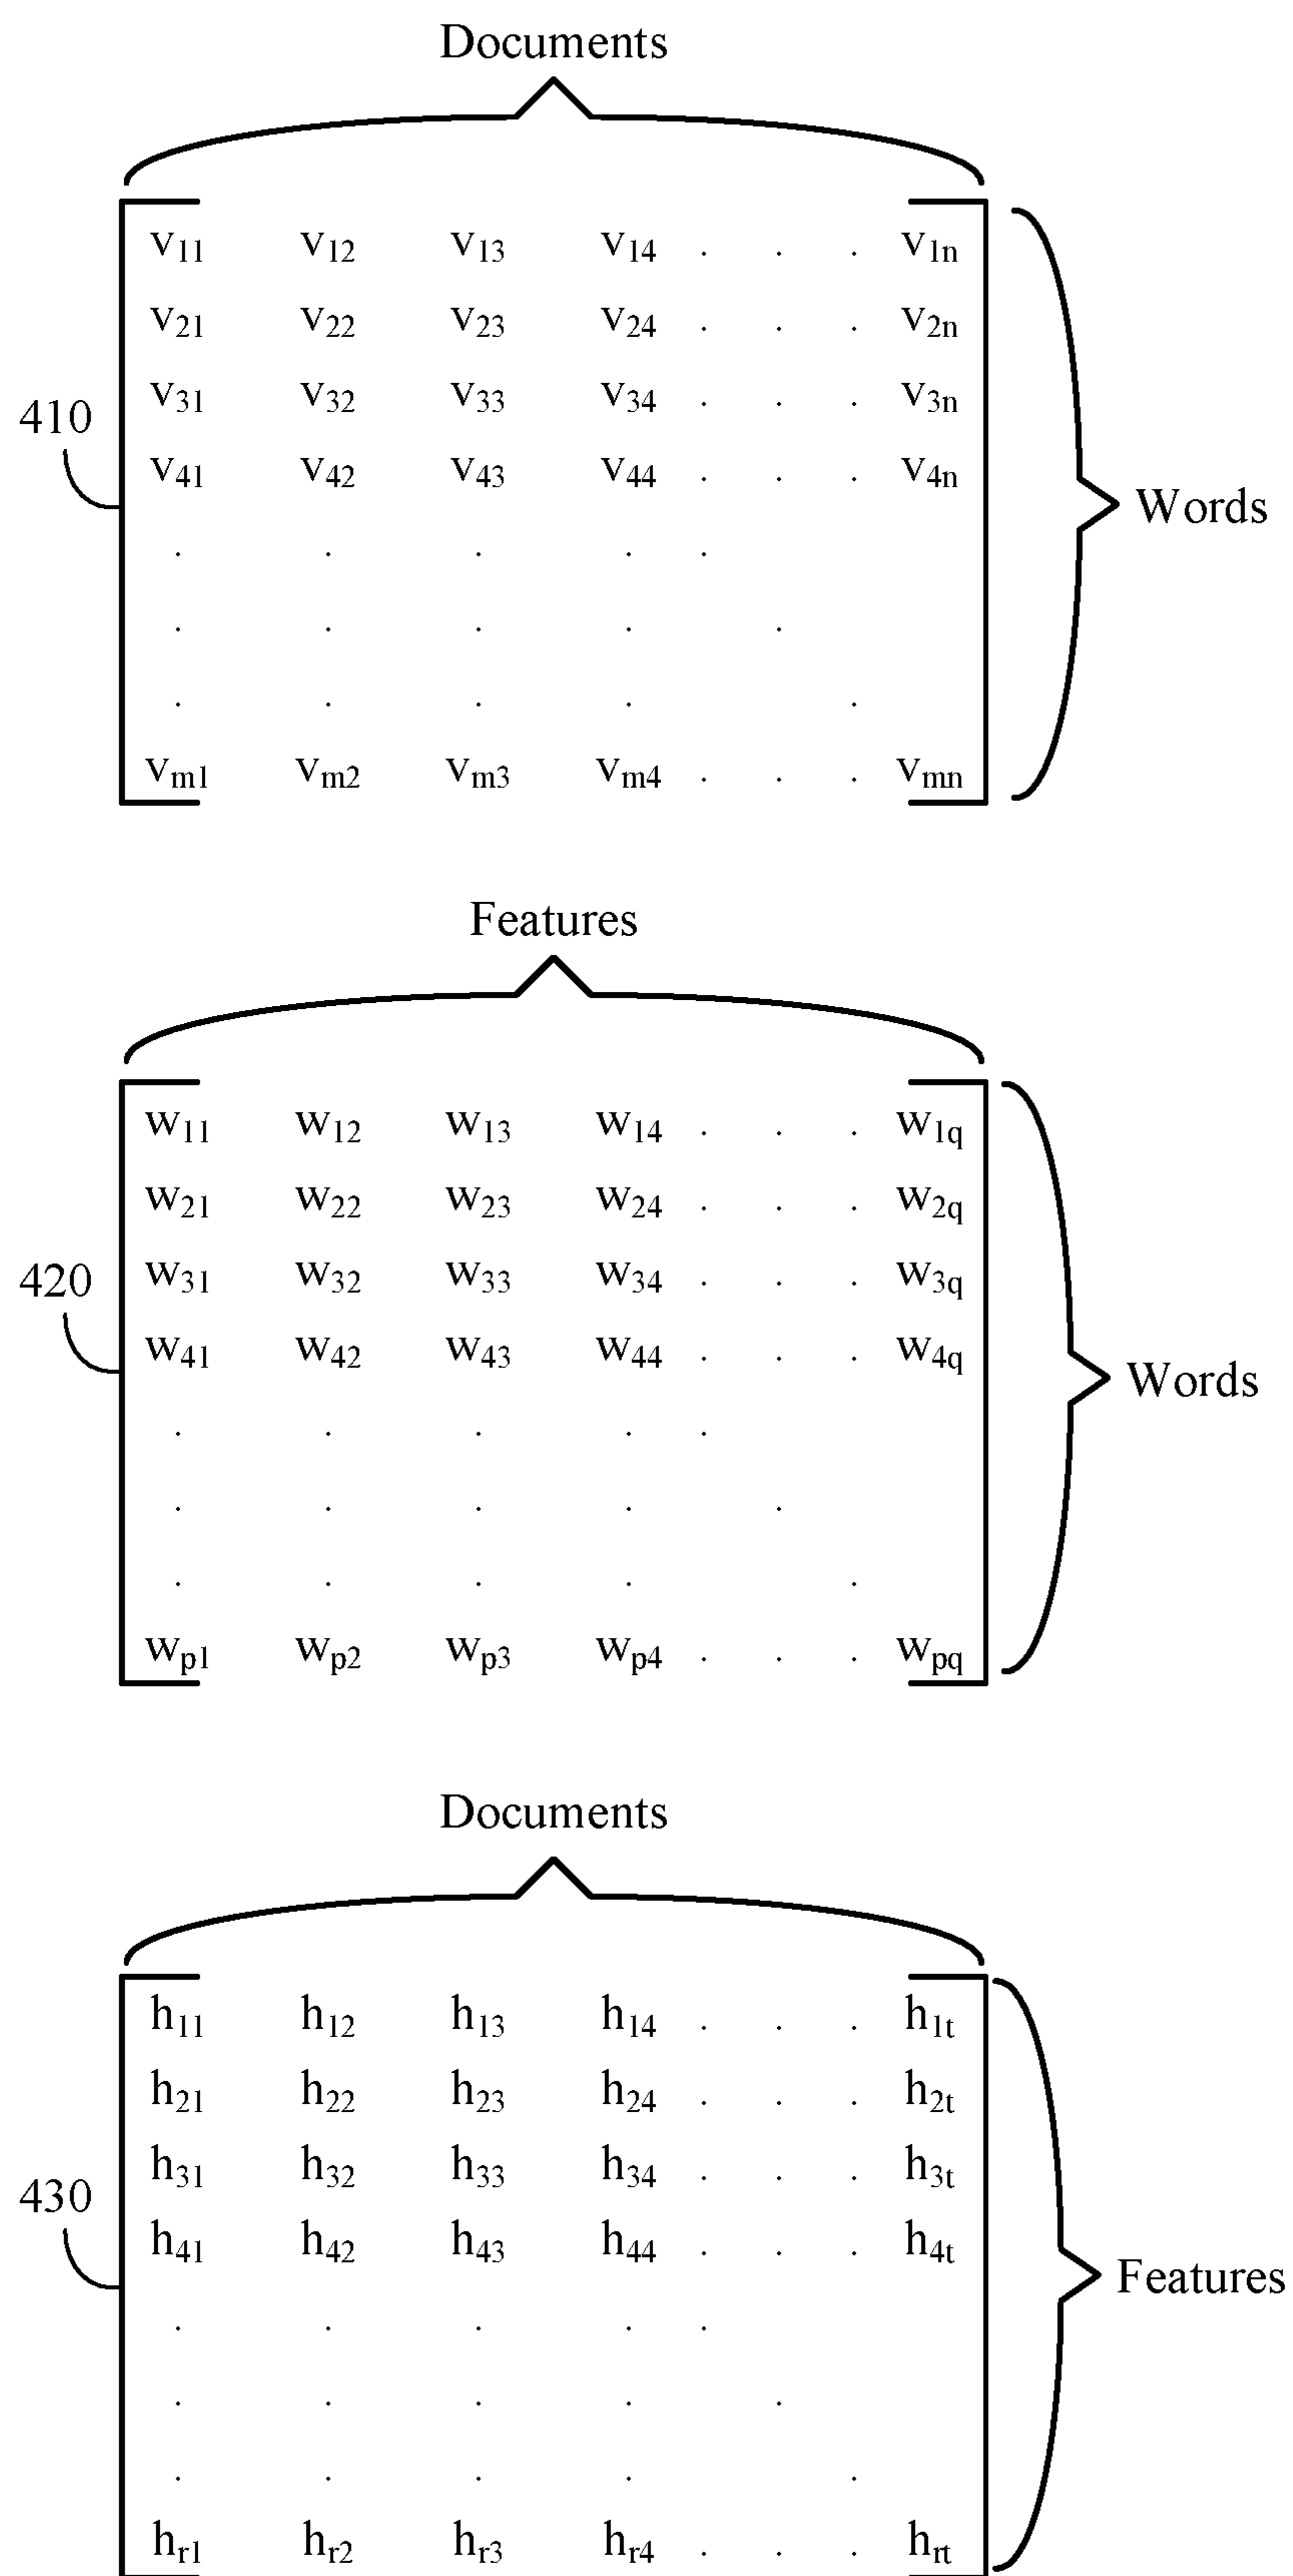 Documents
v11 v12 v13 v14 . . . v1n
v21 v22 v23 v24 . . . v2n
v31 v32 v33 v34 . . . v3n
410
v41 v42 v43 v44 . . . v4n
Words
. . . . .
. . . . .
. . . . .
vm1 vm2 vm3 vm4 . . . vmn
Features
w11 w12 w13 w14 . . . w1q
w21 w22 w23 w24 . . . w2q
420
w31 w32 w33 w34 . . . w3q
w41 w42 w43 w44 . . . w4q
Words
. . . . .
. . . . .
. . . . .
wp1 wp2 wp3 wp4 . . . wpq
Documents
h11 h12 h13 h14 . . . h1t
h21 h22 h23 h24 . . . h2t
h31 h32 h33 h34 . . . h3t
430
h41 h42 h43 h44 . . . h4t
Features
. . . . .
. . . . .
. . . . .
hr1 hr2 hr3 hr4 . . . hrt